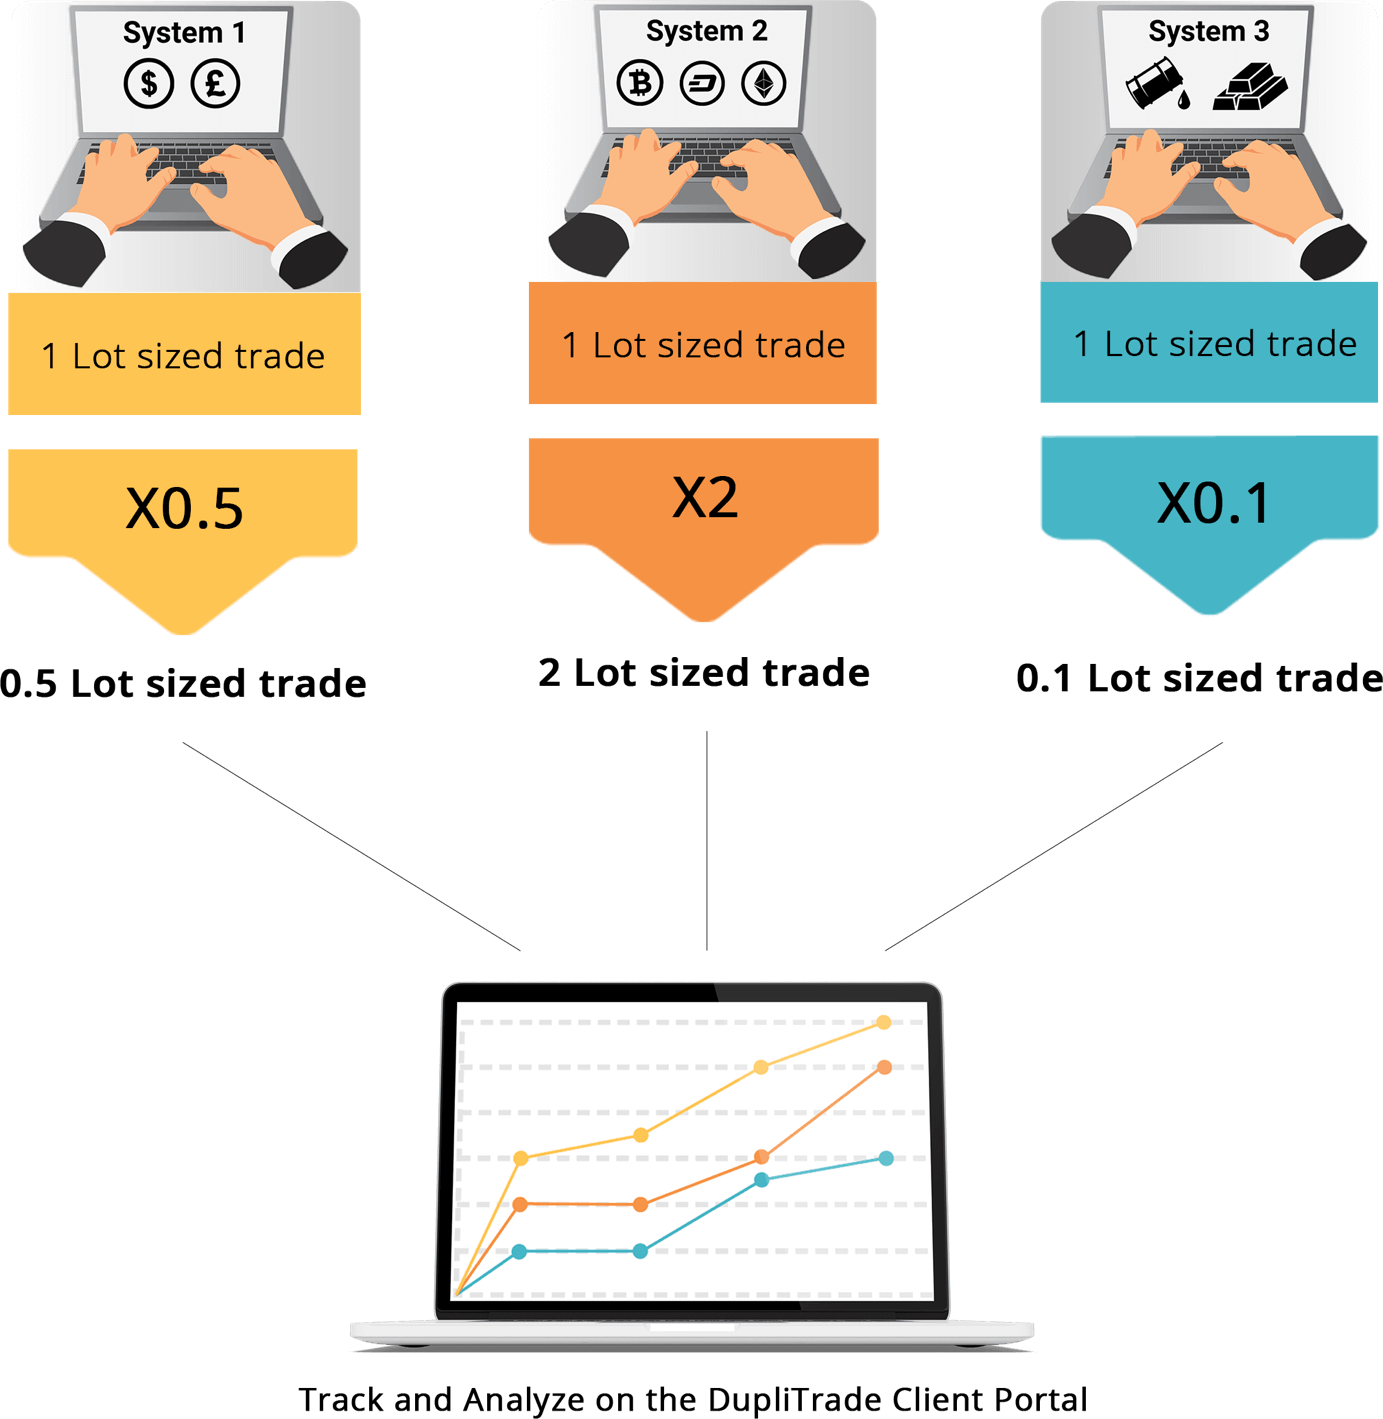 System 1
System 2
System 3
1 Lot sized trade
1 Lot sized trade
1 Lot sized trade
X0.5
X2
X0.1
0.5 Lot sized trade
2 Lot sized trade
0.1 Lot sized trade
Track and Analyze on the DupliTrade Client Portal